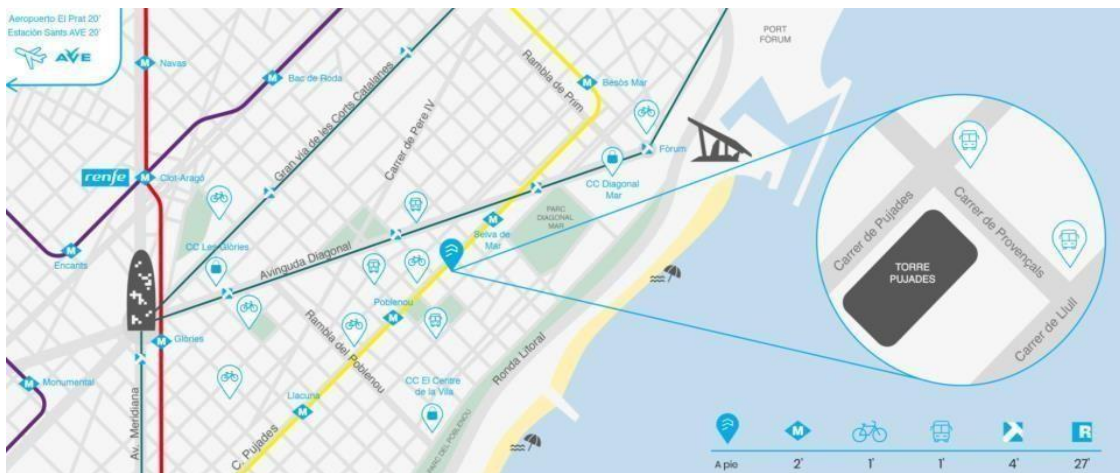 Aeropuerto El Prat 20'
Estación Sants AVE 20'
AVE
Navas
M
Bac de Roda
M
Gran via de les Corts Catalanes
Carrer de Pere IV
Rambla de Prim
M
Besòs Mar
PORT
FÒRUM
Fòrum
renfe
M
Clot-Aragó
CC Diagonal
Mar
PARC
DIAGONAL
MAR
M
Selva de
Mar
M
Encants
CC Les Glòries
Avinguda Diagonal
Poblenou
M
Rambla del Poblenou
Ronda Litoral
M
Glòries
M
Monumental
Av. Meridiana
Llacuna
M
C. Pujades
CC El Centre
de la Vila
PARC DEL POBLENOU
Carrer de Pujades
Carrer de Provençals
TORRE
PUJADES
Carrer de Llull
M
R
A pie
2'
1'
1'
4'
27'